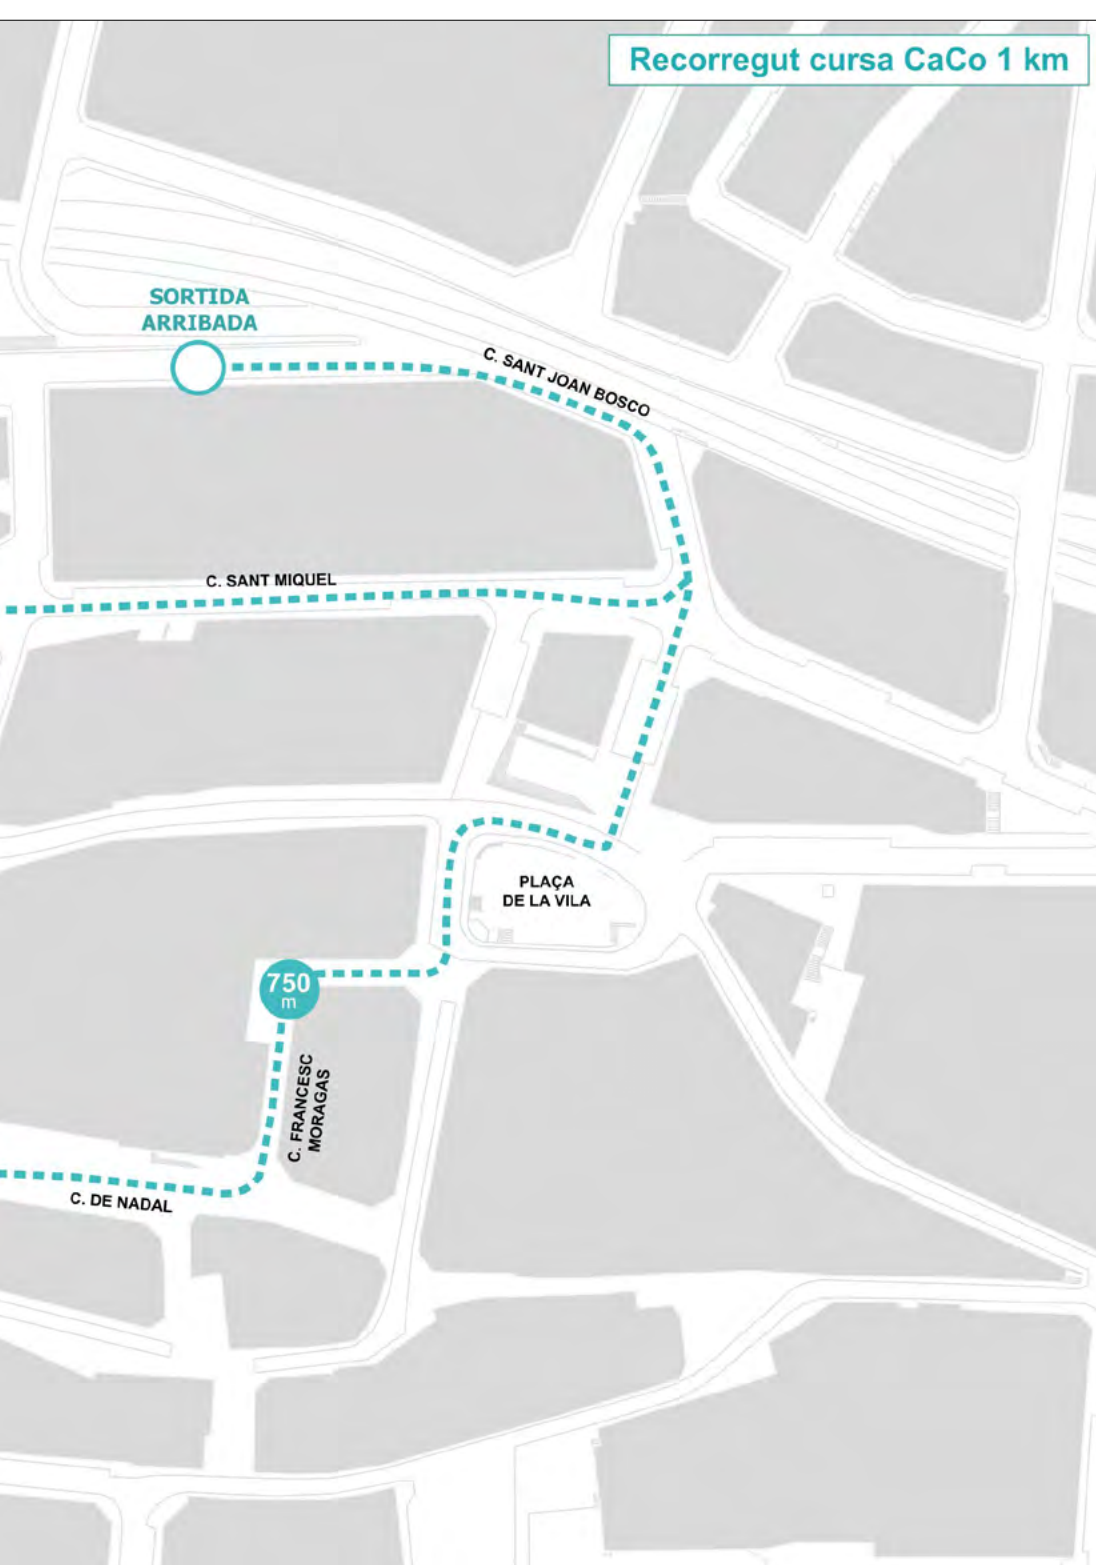 Recorregut cursa CaCo 1 km
SORTIDA
ARRIBADA
C. SANT JOAN BOSCO
C. SANT MIQUEL
PLAÇA
DE LA VILA
750
m
C. FRANCESC
MORAGAS
C. DE NADAL